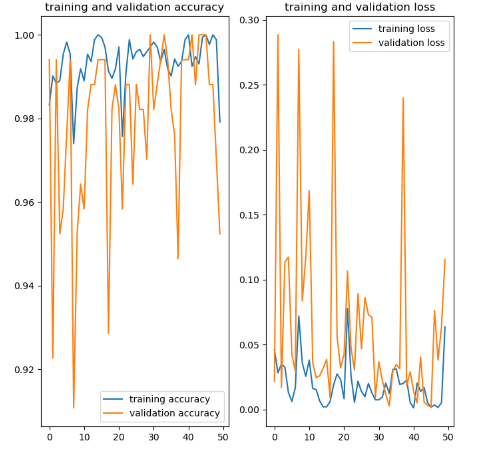 training and validation accuracy
1.00
0.98
0.96
0.94
0.92
training accuracy
validation accuracy
0 10 20 30 40 50
training and validation loss
0.30
training loss
validation loss
0.25
0.20
0.15
0.10
0.05
0.00
0 10 20 30 40 50